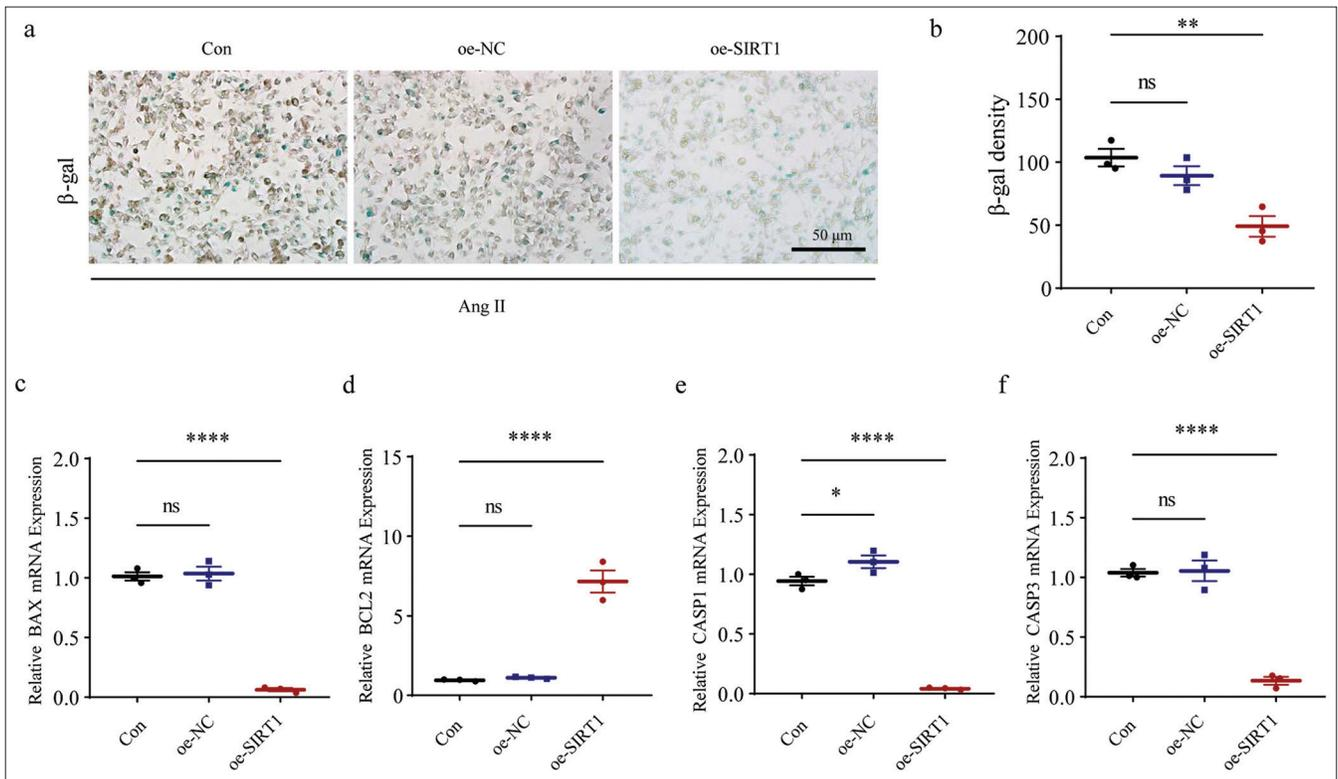 a
Con
oe-NC
oe-SIRT1
β-gal
50 μm
Ang II
b
**
ns
200
150
100
50
0
β-gal density
Con
oe-NC
oe-SIRT1
c
****
ns
2.0
1.5
1.0
0.5
0.0
Relative BAX mRNA Expression
Con
oe-NC
oe-SIRT1
d
****
ns
15
10
5
0
Relative BCL2 mRNA Expression
Con
oe-NC
oe-SIRT1
e
****
*
2.0
1.5
1.0
0.5
0.0
Relative CASP1 mRNA Expression
Con
oe-NC
oe-SIRT1
f
****
ns
2.0
1.5
1.0
0.5
0.0
Relative CASP3 mRNA Expression
Con
oe-NC
oe-SIRT1